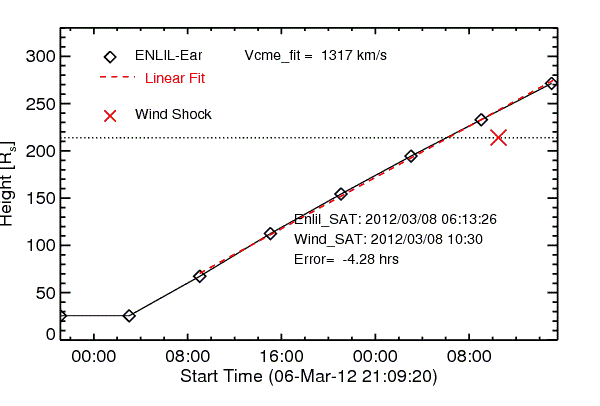 300
250
200
150
100
50
0
Height [Rs]
ENLIL-Ear
Vcme_fit = 1317 km/s
Linear Fit
Wind Shock
Enlil_SAT: 2012/03/08 06:13:26
Wind_SAT: 2012/03/08 10:30
Error= -4.28 hrs
00:00 08:00 16:00 00:00 08:00
Start Time (06-Mar-12 21:09:20)